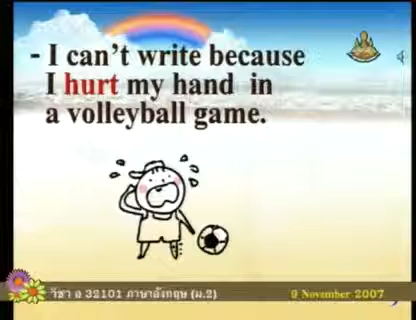 - I can't write because
I hurt my hand in
a volleyball game.
วิชา อ 32101 ภาษาอังกฤษ (ม.2)
9 November 2007